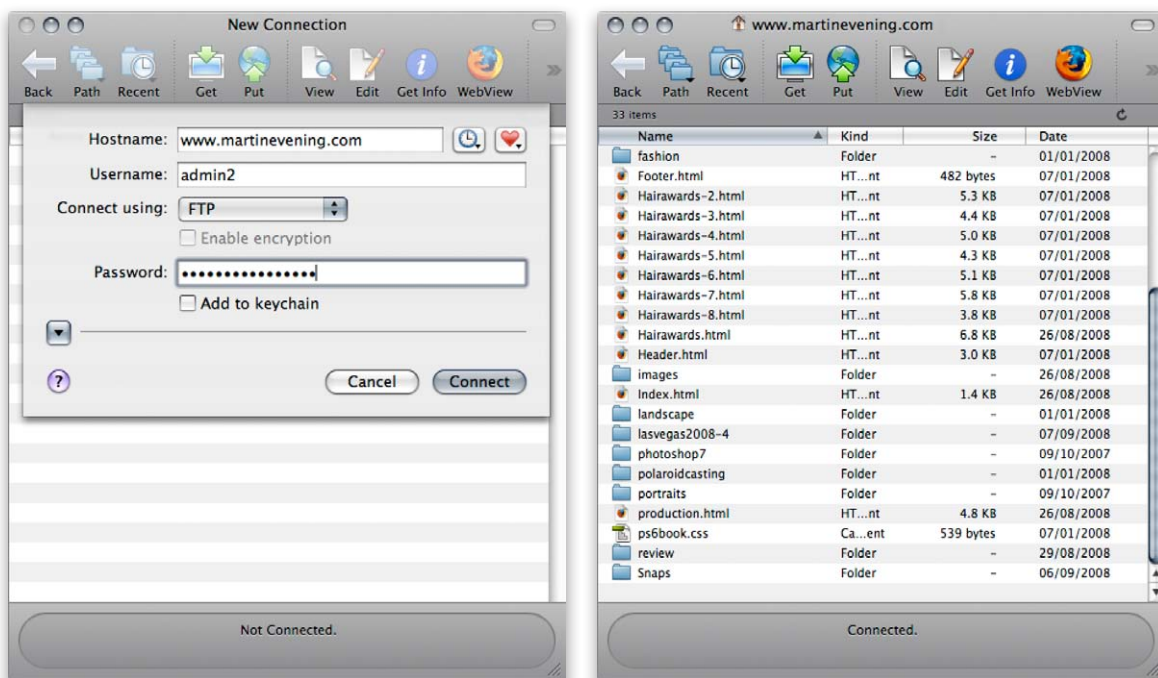 New Connection
Back Path Recent Get Put View Edit Get Info WebView
Hostname: www.martinevening.com
Username: admin2
Connect using: FTP
Enable encryption
Password: ••••••••••••••••
Add to keychain
?
Cancel Connect
Not Connected.
www.martinevening.com
Back Path Recent Get Put View Edit Get Info WebView
33 items
Name Kind Size Date
fashion Folder - 01/01/2008
Footer.html HT...nt 482 bytes 07/01/2008
Hairawards-2.html HT...nt 5.3 KB 07/01/2008
Hairawards-3.html HT...nt 4.4 KB 07/01/2008
Hairawards-4.html HT...nt 5.0 KB 07/01/2008
Hairawards-5.html HT...nt 4.3 KB 07/01/2008
Hairawards-6.html HT...nt 5.1 KB 07/01/2008
Hairawards-7.html HT...nt 5.8 KB 07/01/2008
Hairawards-8.html HT...nt 3.8 KB 07/01/2008
Hairawards.html HT...nt 6.8 KB 26/08/2008
Header.html HT...nt 3.0 KB 07/01/2008
images Folder - 26/08/2008
Index.html HT...nt 1.4 KB 26/08/2008
landscape Folder - 01/01/2008
lasvegas2008-4 Folder - 07/09/2008
photoshop7 Folder - 09/10/2007
polaroidcasting Folder - 01/01/2008
portraits Folder - 09/10/2007
production.html HT...nt 4.8 KB 26/08/2008
ps6book.css Ca...ent 539 bytes 07/01/2008
review Folder - 29/08/2008
Snaps Folder - 06/09/2008
Connected.